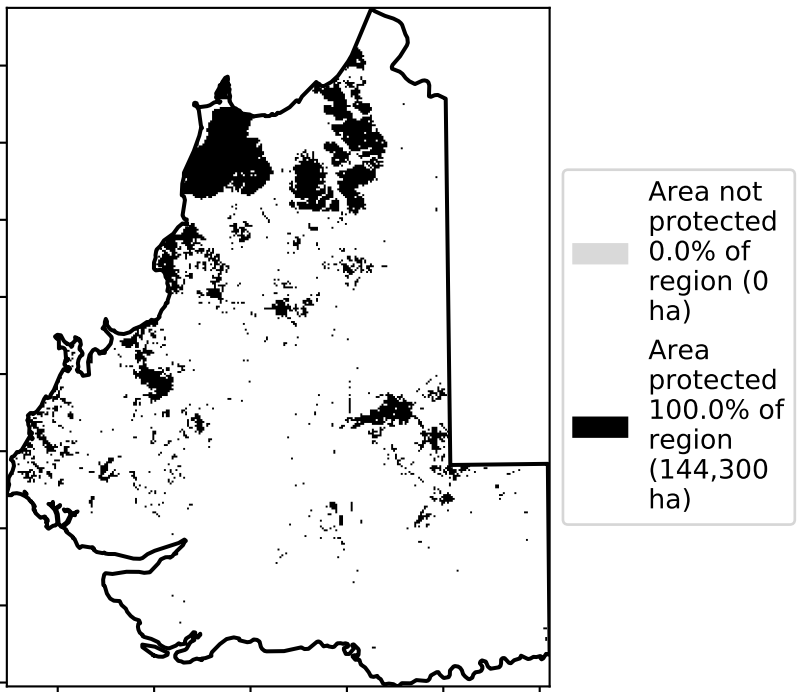 Area not
protected
0.0% of
region (0
ha)
Area
protected
100.0% of
region
(144,300
ha)